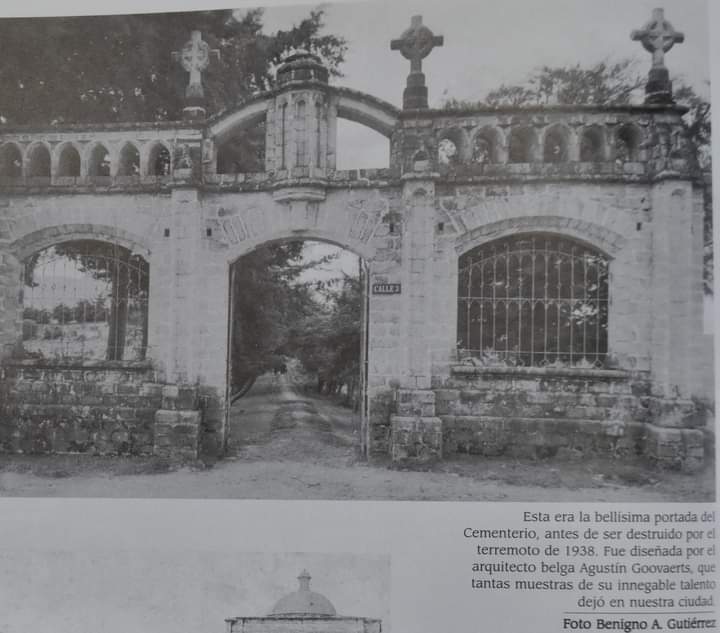 CALLE 3
Esta era la bellísima portada del
Cementerio, antes de ser destruido por el
terremoto de 1938. Fue diseñada por el
arquitecto belga Agustín Goovaerts, que
tantas muestras de su innegable talento
dejó en nuestra ciudad.
Foto Benigno A. Gutiérrez